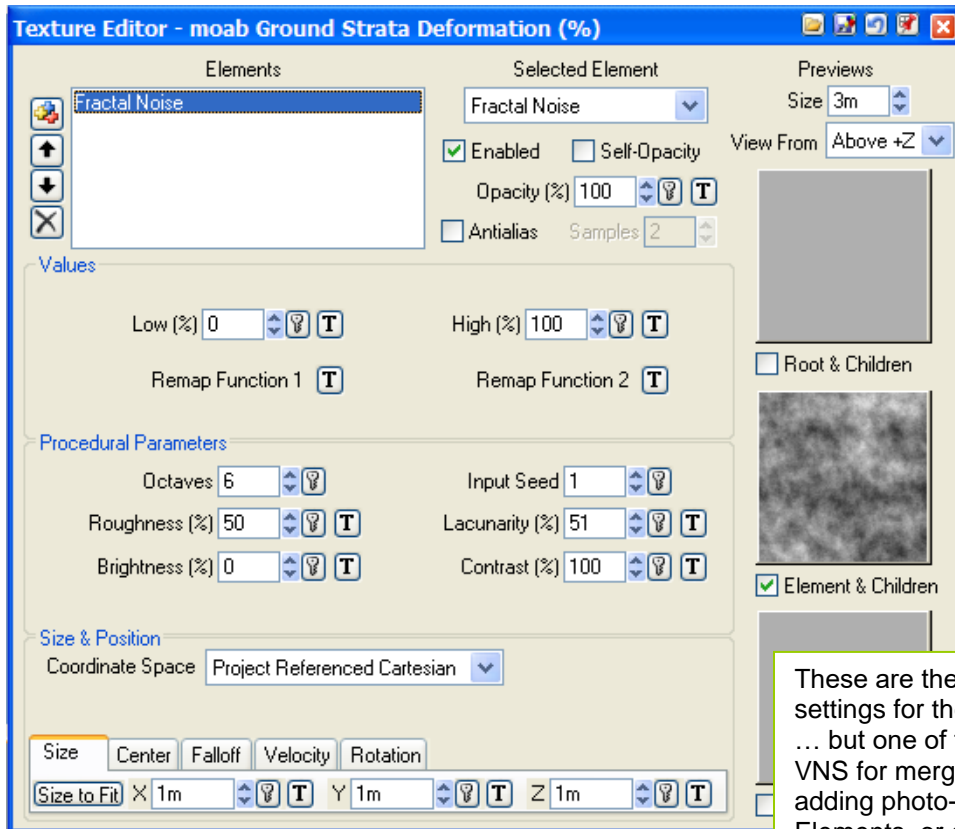 Texture Editor - moab Ground Strata Deformation (%)
Elements
Fractal Noise
Selected Element
Fractal Noise
Enabled Self-Opacity
Opacity (%) 100 T
Antialias Samples 2
Previews
Size 3m
View From Above +Z
Root & Children
Element & Children
Values
Low (%) 0 T High (%) 100 T
Remap Function 1 T Remap Function 2 T
Procedural Parameters
Octaves 6 Input Seed 1
Roughness (%) 50 T Lacunarity (%) 51 T
Brightness (%) 0 T Contrast (%) 100 T
Size & Position
Coordinate Space Project Referenced Cartesian
Size Center Falloff Velocity Rotation
Size to Fit X 1m T Y 1m T Z 1m T
These are the
settings for th
… but one of
VNS for merg
adding photo-
Elements, or